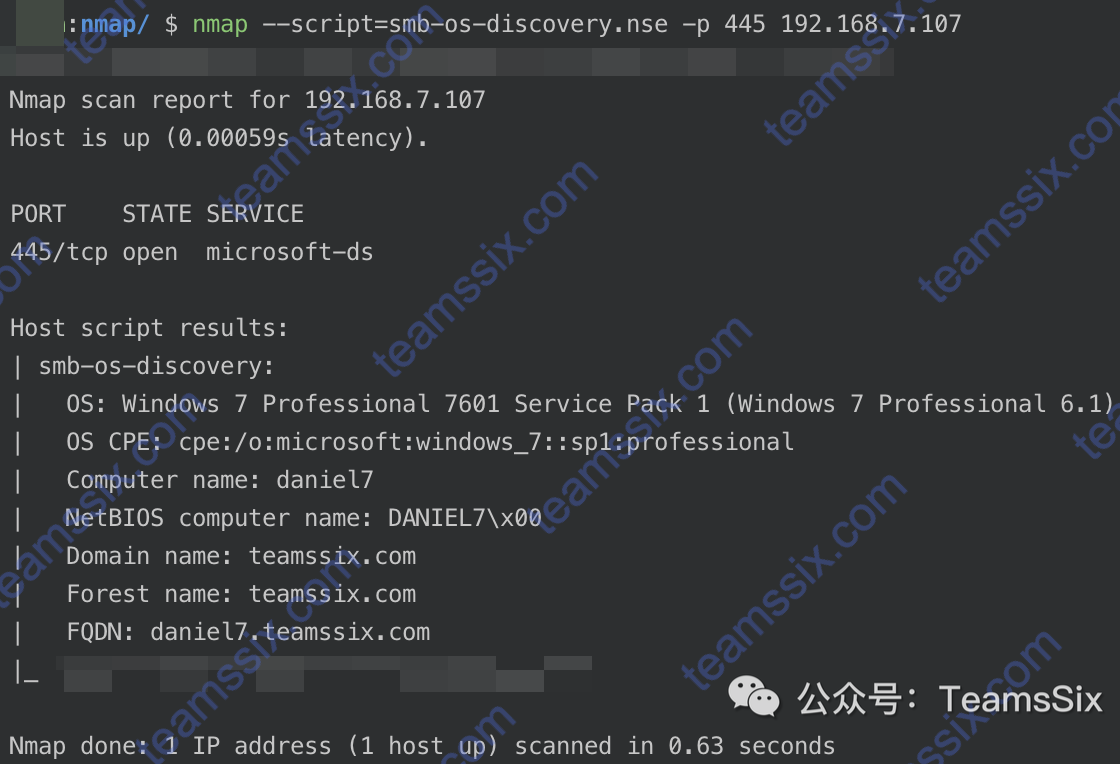 :nmap/ $ nmap --script=smb-os-discovery.nse -p 445 192.168.7.107
Nmap scan report for 192.168.7.107
Host is up (0.00059s latency).
PORT    STATE SERVICE
445/tcp open  microsoft-ds
Host script results:
| smb-os-discovery:
|   OS: Windows 7 Professional 7601 Service Pack 1 (Windows 7 Professional 6.1)
|   OS CPE: cpe:/o:microsoft:windows_7::sp1:professional
|   Computer name: daniel7
|   NetBIOS computer name: DANIEL7\x00
|   Domain name: teamssix.com
|   Forest name: teamssix.com
|   FQDN: daniel7.teamssix.com
|_
公众号：TeamsSix
Nmap done: 1 IP address (1 host up) scanned in 0.63 seconds
teamssix.com